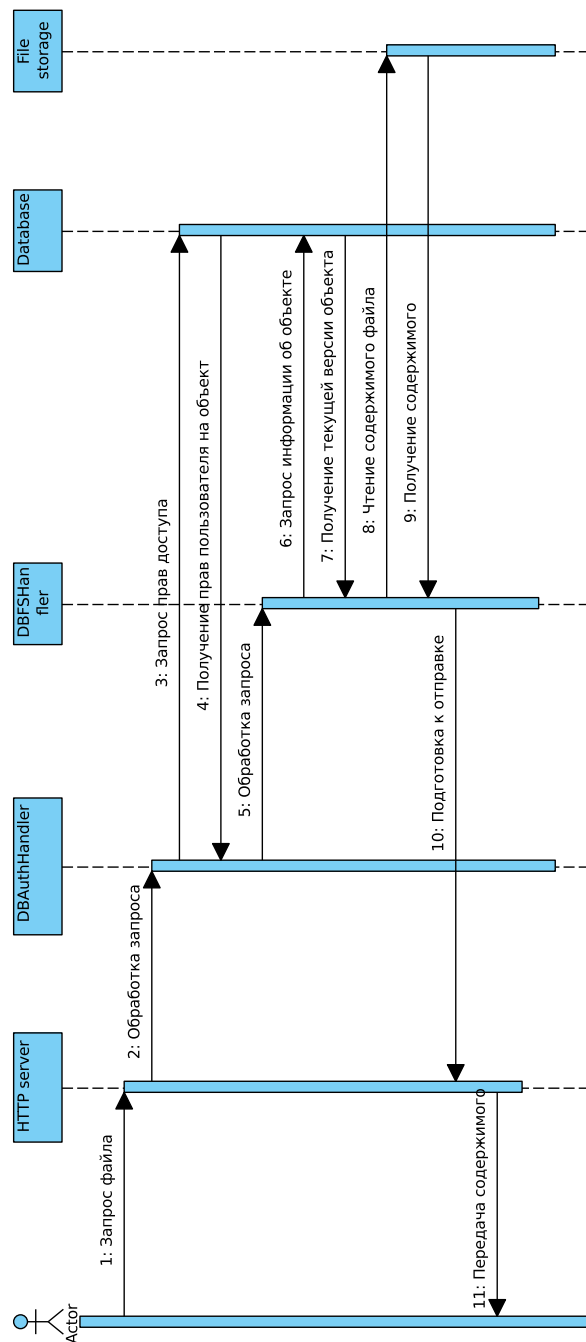 Actor
HTTP server
DBAuthHandler
DBFSHan
fler
Database
File
storage
1: Запрос файла
2: Обработка запроса
3: Запрос прав доступа
4: Получение прав пользователя на объект
5: Обработка запроса
6: Запрос информации об объекте
7: Получение текущей версии объекта
8: Чтение содержимого файла
9: Получение содержимого
10: Подготовка к отправке
11: Передача содержимого